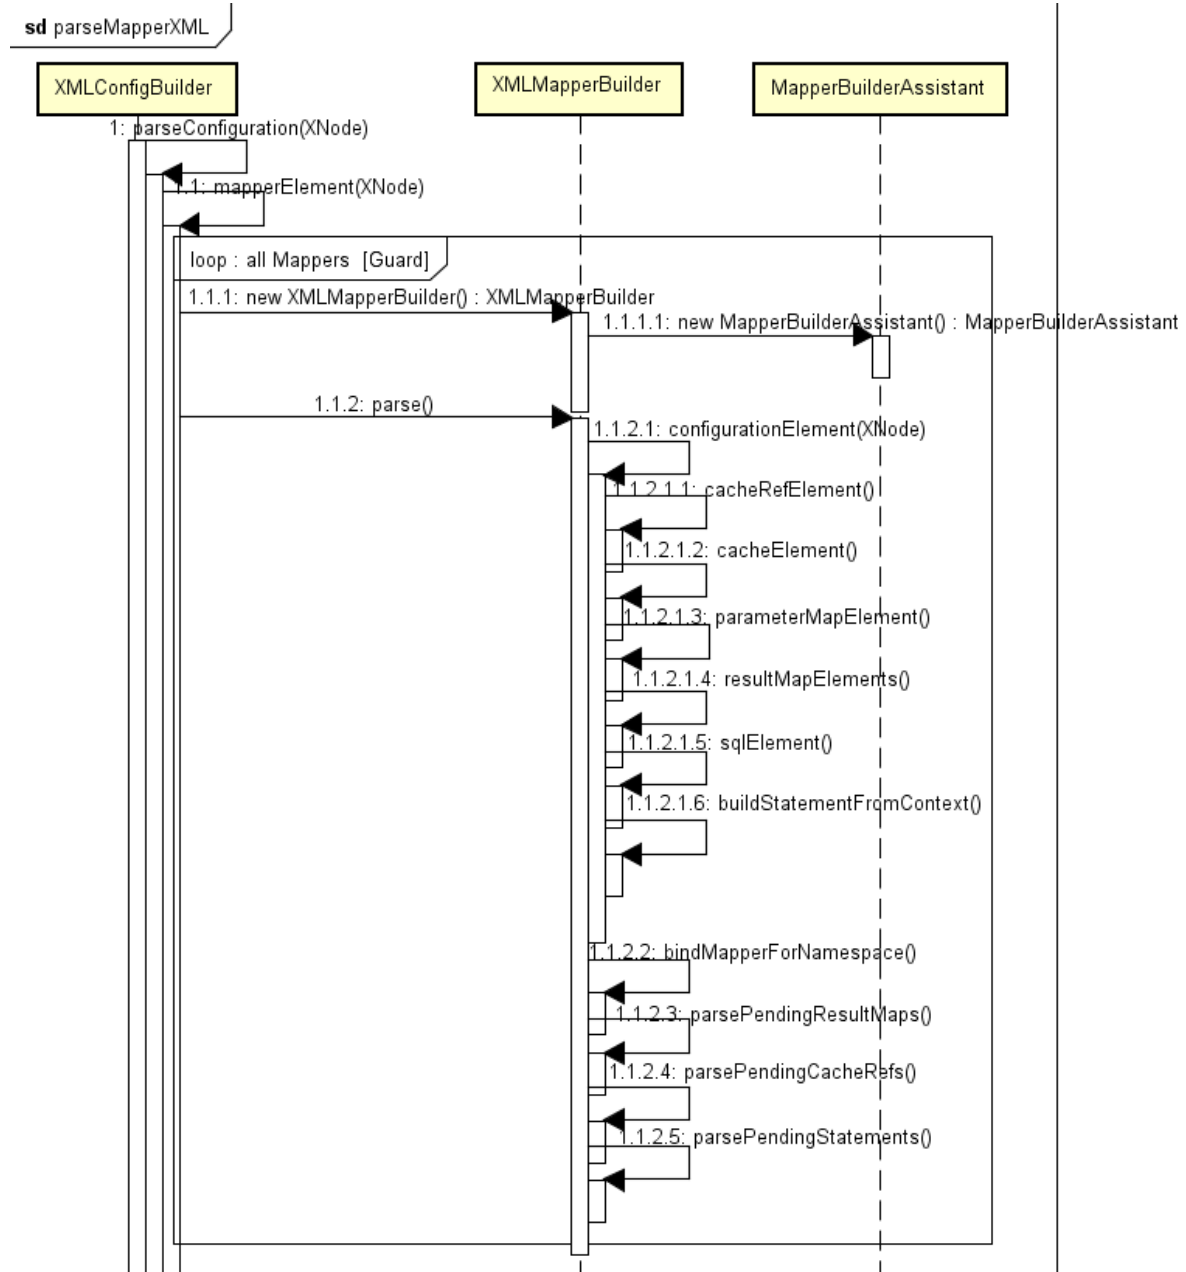 sd parseMapperXML
XMLConfigBuilder
XMLMapperBuilder
MapperBuilderAssistant
1: parseConfiguration(XNode)
1.1: mapperElement(XNode)
loop : all Mappers [Guard]
1.1.1: new XMLMapperBuilder() : XMLMapperBuilder
1.1.1.1: new MapperBuilderAssistant() : MapperBuilderAssistant
1.1.2: parse()
1.1.2.1: configurationElement(XNode)
1.1.2.1.1: cacheRefElement()
1.1.2.1.2: cacheElement()
1.1.2.1.3: parameterMapElement()
1.1.2.1.4: resultMapElements()
1.1.2.1.5: sqlElement()
1.1.2.1.6: buildStatementFromContext()
1.1.2.2: bindMapperForNamespace()
1.1.2.3: parsePendingResultMaps()
1.1.2.4: parsePendingCacheRefs()
1.1.2.5: parsePendingStatements()